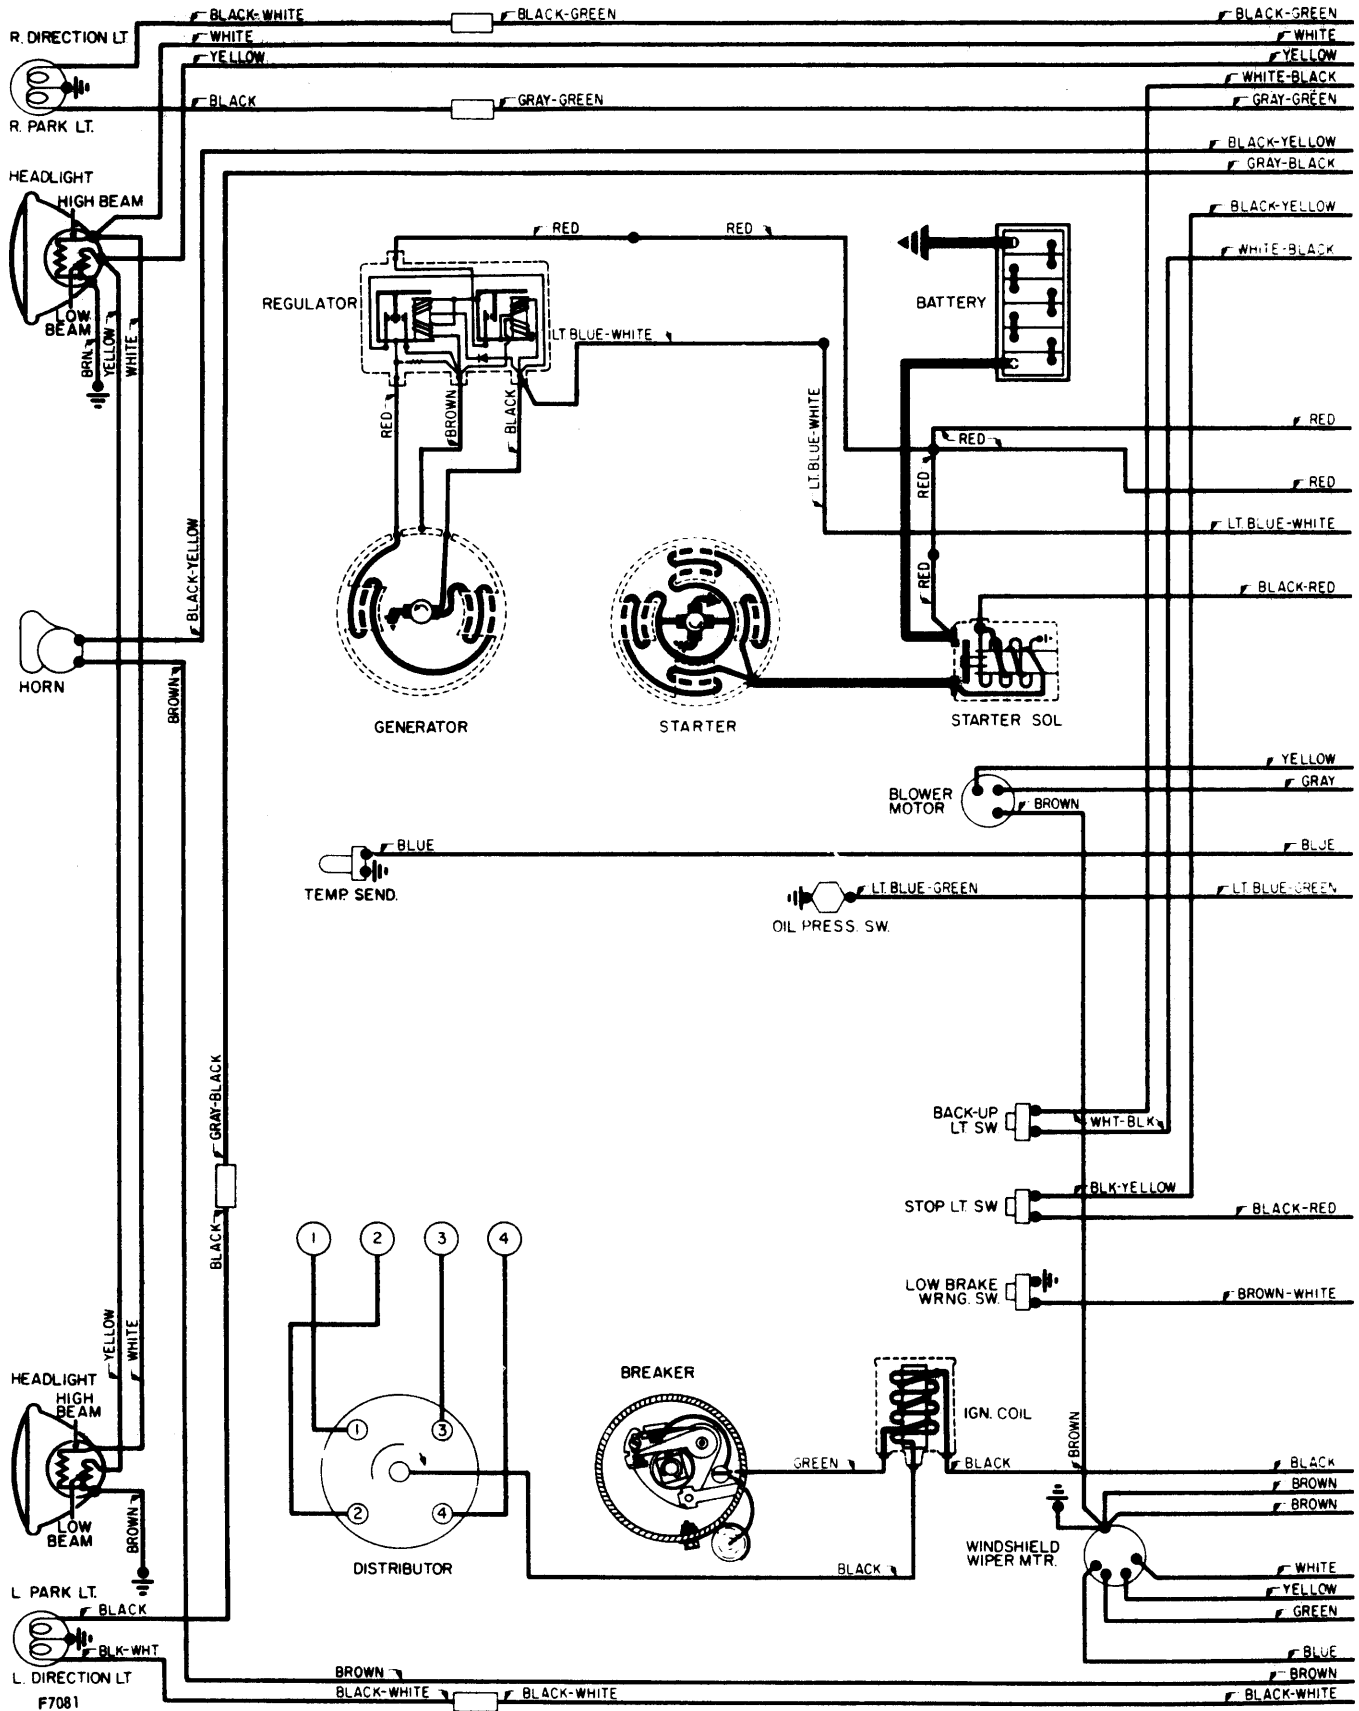 BLACK-WHITE
BLACK-GREEN
BLACK-GREEN
R. DIRECTION LT.
WHITE
WHITE
YELLOW
YELLOW
WHITE-BLACK
BLACK
GRAY-GREEN
GRAY-GREEN
R. PARK LT.
BLACK-YELLOW
GRAY-BLACK
HEADLIGHT
HIGH BEAM
BLACK-YELLOW
RED
RED
WHITE-BLACK
REGULATOR
BATTERY
LOW
BEAM
LT. BLUE-WHITE
BRN.
YELLOW
WHITE
RED
BROWN
BLACK
LT. BLUE-WHITE
RED
RED
RED
RED
LT. BLUE-WHITE
BLACK-YELLOW
RED
BLACK-RED
HORN
BROWN
GENERATOR
STARTER
STARTER SOL
YELLOW
GRAY
BLOWER
MOTOR
BROWN
BLUE
BLUE
TEMP. SEND.
LT. BLUE-GREEN
LT. BLUE-GREEN
OIL PRESS. SW.
GRAY-BLACK
BACK-UP
LT SW
WHT-BLK
BLK-YELLOW
STOP LT. SW
BLACK-RED
BLACK
1
2
3
4
LOW BRAKE
WRNG. SW.
BROWN-WHITE
YELLOW
WHITE
HEADLIGHT
HIGH
BEAM
BREAKER
IGN. COIL
1
3
2
4
GREEN
BLACK
BROWN
BLACK
BROWN
BROWN
LOW
BEAM
BROWN
DISTRIBUTOR
BLACK
WINDSHIELD
WIPER MTR.
WHITE
YELLOW
GREEN
L. PARK LT.
BLACK
BLK-WHT
BLUE
L. DIRECTION LT
BROWN
BROWN
F7081
BLACK-WHITE
BLACK-WHITE
BLACK-WHITE